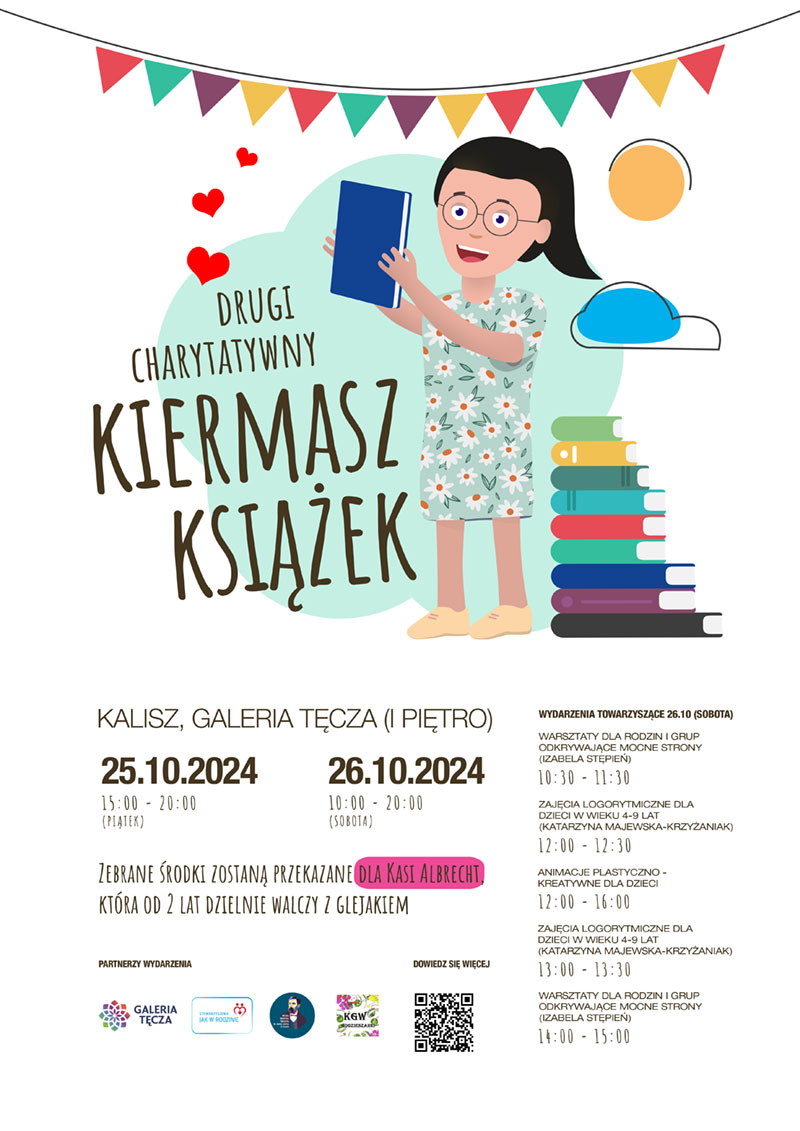 DRUGI
CHARYTATYWNY
KIERMASZ
KSIĄŻEK
KALISZ, GALERIA TĘCZA (I PIĘTRO)
25.10.2024
15:00 - 20:00
(PIĄTEK)
26.10.2024
10:00 - 20:00
(SOBOTA)
ZEBRANE ŚRODKI ZOSTANĄ PRZEKAZANE DLA KASI ALBRECHT,
KTÓRA OD 2 LAT DZIELNIE WALCZY Z GLEJAKIEM
PARTNERZY WYDARZENIA
GALERIA
TĘCZA
STOWARZYSZENIE
JAK W RODZINIE
KGW
DOWIEDZ SIĘ WIĘCEJ
WYDARZENIA TOWARZYSZĄCE 26.10 (SOBOTA)
WARSZTATY DLA RODZIN I GRUP
ODKRYWAJĄCE MOCNE STRONY
(IZABELA STĘPIEŃ)
10:30 - 11:30
ZAJĘCIA LOGORYTMICZNE DLA
DZIECI W WIEKU 4-9 LAT
(KATARZYNA MAJEWSKA-KRZYŻANIAK)
12:00 - 12:30
ANIMACJE PLASTYCZNO -
KREATYWNE DLA DZIECI
12:00 - 16:00
ZAJĘCIA LOGORYTMICZNE DLA
DZIECI W WIEKU 4-9 LAT
(KATARZYNA MAJEWSKA-KRZYŻANIAK)
13:00 - 13:30
WARSZTATY DLA RODZIN I GRUP
ODKRYWAJĄCE MOCNE STRONY
(IZABELA STĘPIEŃ)
14:00 - 15:00